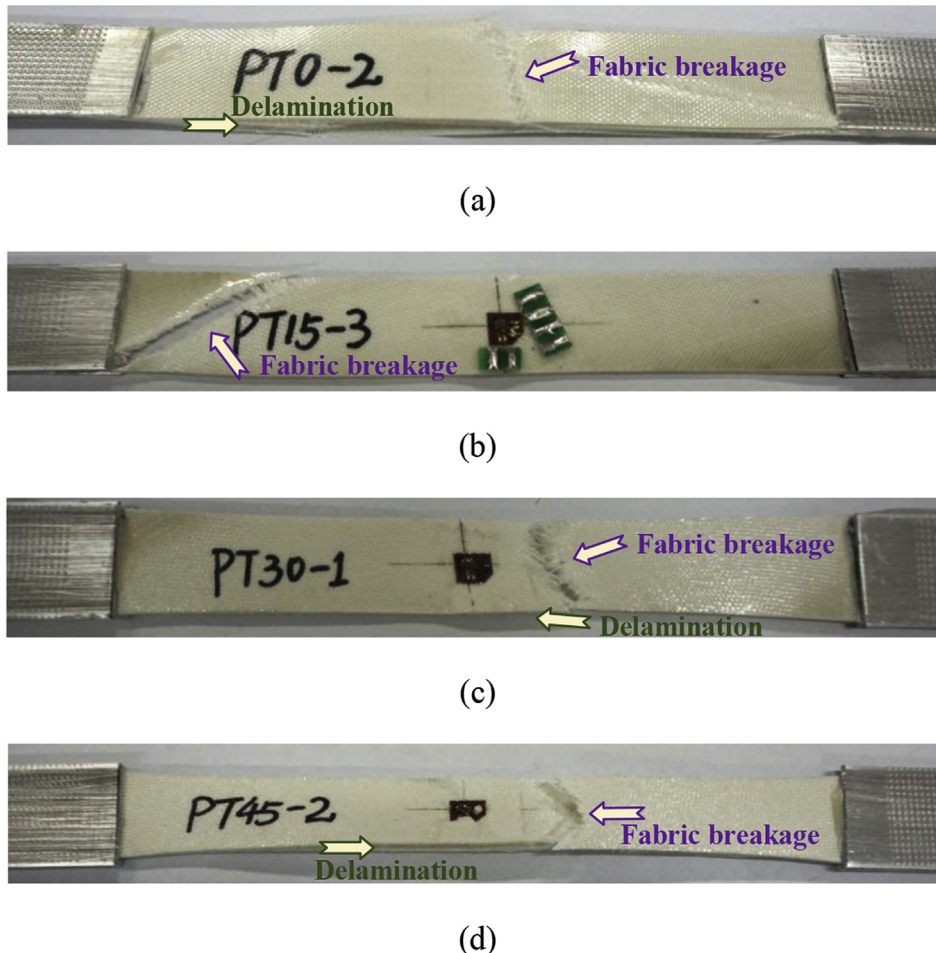 PT0-2
Fabric breakage
Delamination
(a)
PT15-3
Fabric breakage
(b)
PT30-1
Fabric breakage
Delamination
(c)
PT45-2
Fabric breakage
Delamination
(d)